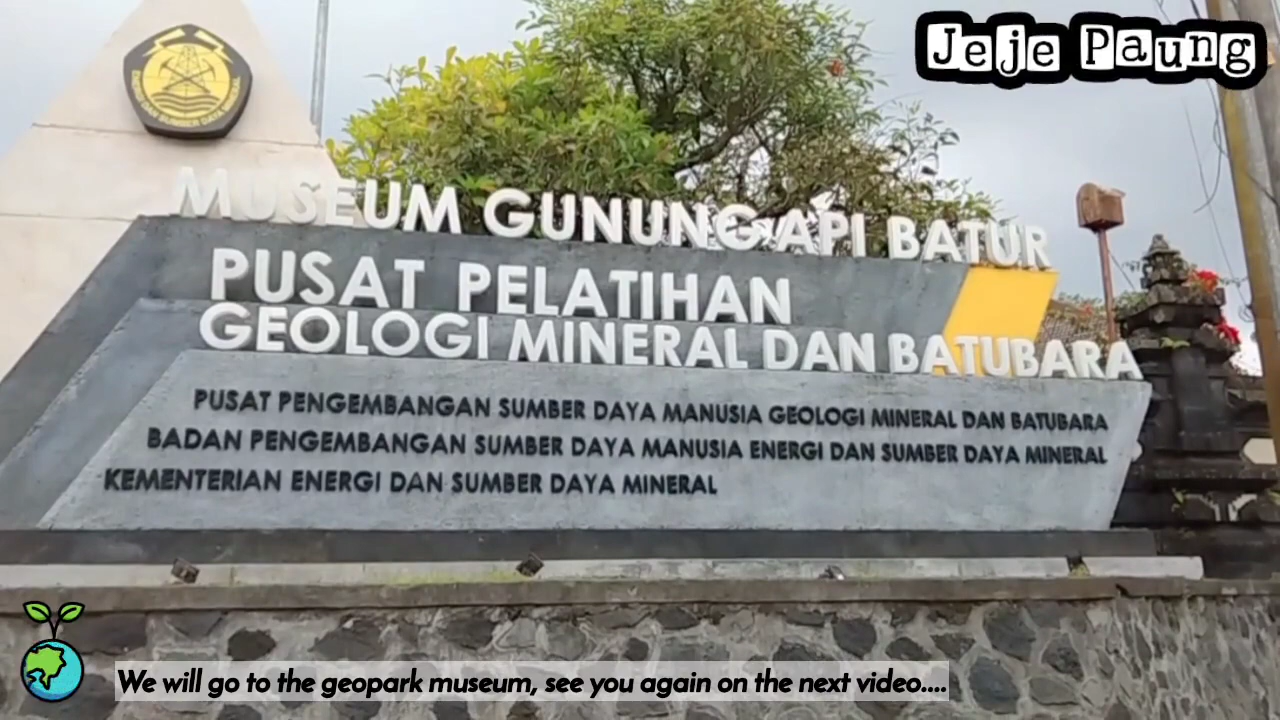 Jeje Paung
MUSEUM GUNUNG API BATUR
PUSAT PELATIHAN
GEOLOGI MINERAL DAN BATUBARA
PUSAT PENGEMBANGAN SUMBER DAYA MANUSIA GEOLOGI MINERAL DAN BATUBARA
BADAN PENGEMBANGAN SUMBER DAYA MANUSIA ENERGI DAN SUMBER DAYA MINERAL
KEMENTERIAN ENERGI DAN SUMBER DAYA MINERAL
We will go to the geopark museum, see you again on the next video....